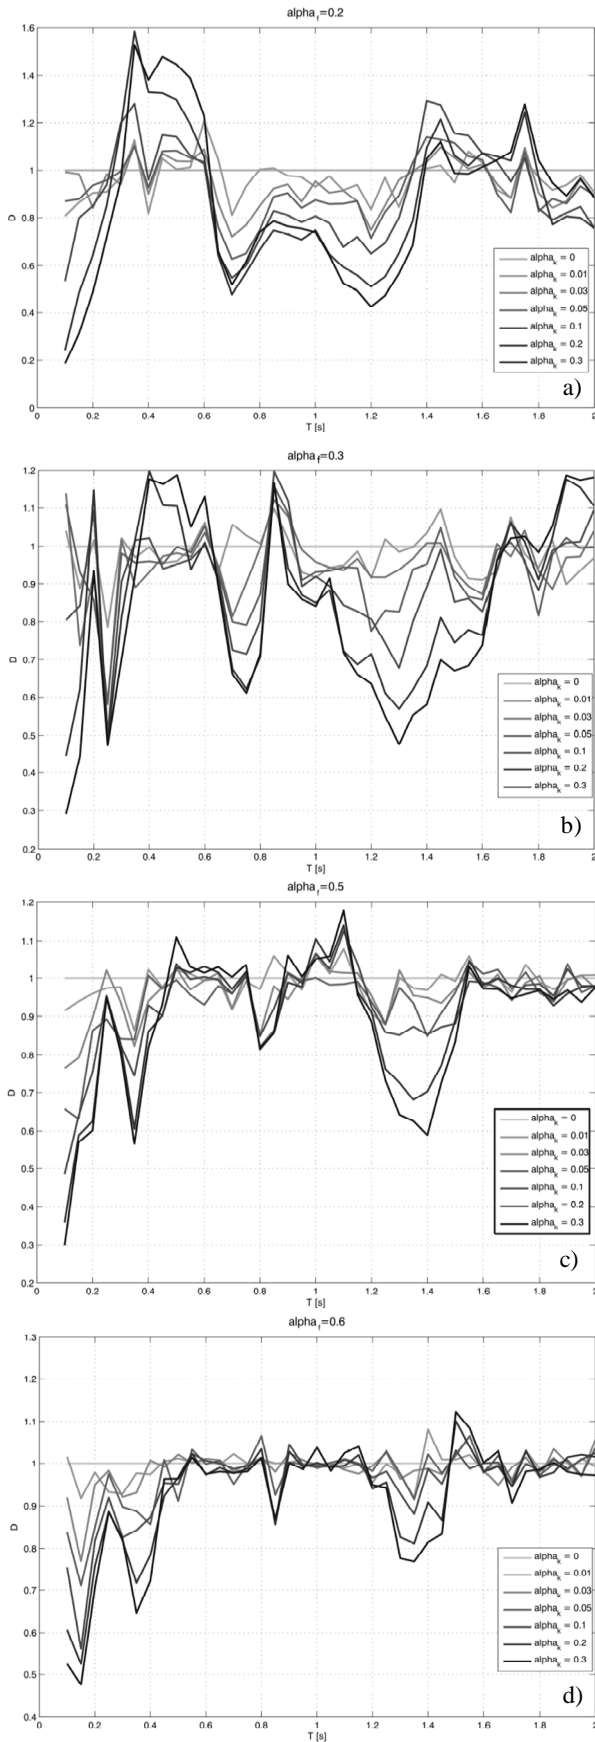 alpha_f=0.2
1.6
1.4
1.2
1
0.8
0.6
0.4
0.2
0
D
0 0.2 0.4 0.6 0.8 1 1.2 1.4 1.6 1.8 2
T [s]
alpha_k = 0
alpha_k = 0.01
alpha_k = 0.03
alpha_k = 0.05
alpha_k = 0.1
alpha_k = 0.2
alpha_k = 0.3
a)
alpha_f=0.3
1.2
1.1
1
0.9
0.8
0.7
0.6
0.5
0.4
0.3
0.2
D
0 0.2 0.4 0.6 0.8 1 1.2 1.4 1.6 1.8 2
T [s]
alpha_k = 0
alpha_k = 0.01
alpha_k = 0.03
alpha_k = 0.05
alpha_k = 0.1
alpha_k = 0.2
alpha_k = 0.3
b)
alpha_f=0.5
1.2
1.1
1
0.9
0.8
0.7
0.6
0.5
0.4
0.3
0.2
D
0 0.2 0.4 0.6 0.8 1 1.2 1.4 1.6 1.8 2
T [s]
alpha_k = 0
alpha_k = 0.01
alpha_k = 0.03
alpha_k = 0.05
alpha_k = 0.1
alpha_k = 0.2
alpha_k = 0.3
c)
alpha_f=0.6
1.3
1.2
1.1
1
0.9
0.8
0.7
0.6
0.5
0.4
D
0 0.2 0.4 0.6 0.8 1 1.2 1.4 1.6 1.8 2
T [s]
alpha_k = 0
alpha_k = 0.01
alpha_k = 0.03
alpha_k = 0.05
alpha_k = 0.1
alpha_k = 0.2
alpha_k = 0.3
d)